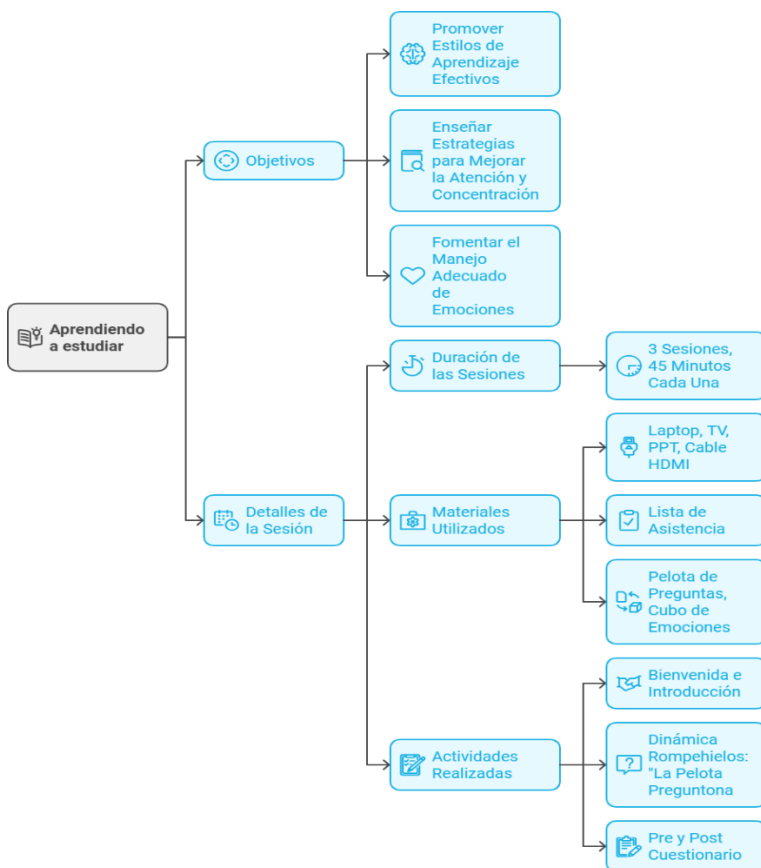 Promover
Estilos de
Aprendizaje
Efectivos
Objetivos
Enseñar
Estrategias
para Mejorar
la Atención y
Concentración
Fomentar el
Manejo
Adecuado
de
Emociones
Aprendiendo
a estudiar
Duración de
las Sesiones
3 Sesiones,
45 Minutos
Cada Una
Laptop, TV,
PPT, Cable
HDMI
Detalles de
la Sesión
Materiales
Utilizados
Lista de
Asistencia
Pelota de
Preguntas,
Cubo de
Emociones
Bienvenida e
Introducción
Actividades
Realizadas
Dinámica
Rompehielos:
"La Pelota
Preguntona
Pre y Post
Cuestionario